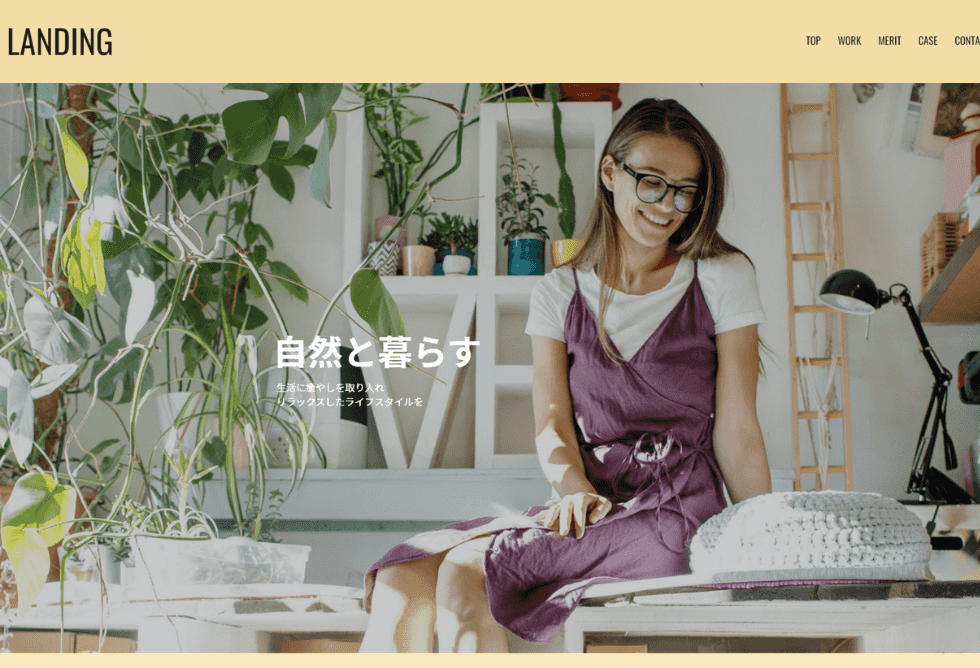 LANDING
TOP WORK MERIT CASE CONTA
自然と暮らす
生活に癒やしを取り入れ
リラックスしたライフスタイルを